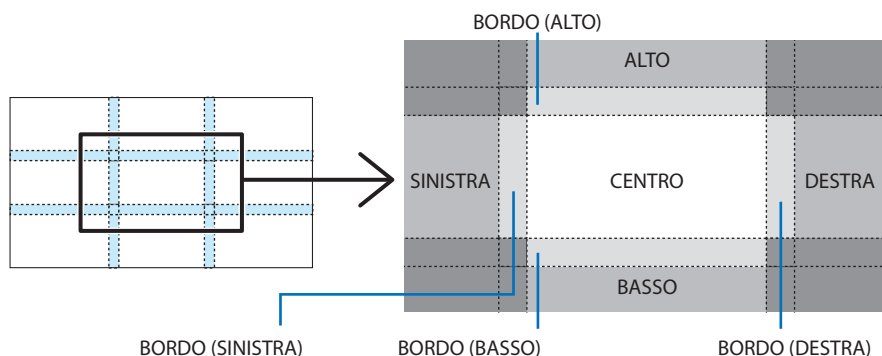 BORDO (ALTO)
ALTO
SINISTRA
CENTRO
DESTRA
BASSO
BORDO (SINISTRA)
BORDO (BASSO)
BORDO (DESTRA)